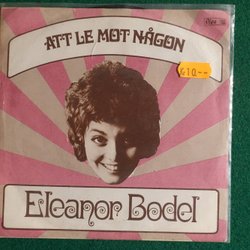 ATT LE MOT NÅGON
10:-
Eleanor Bodel